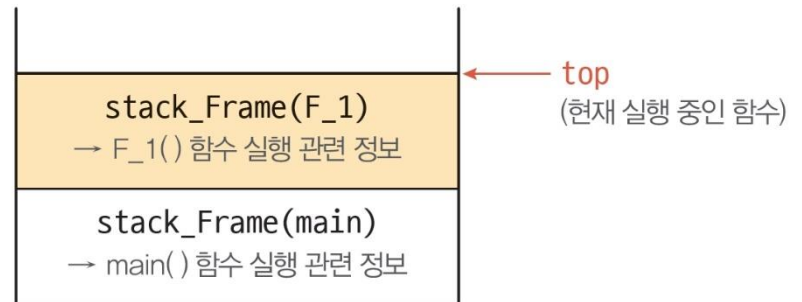 top
stack_Frame(F_1)
(현재 실행 중인 함수)
→ F_1( ) 함수 실행 관련 정보
stack_Frame(main)
→ main( ) 함수 실행 관련 정보